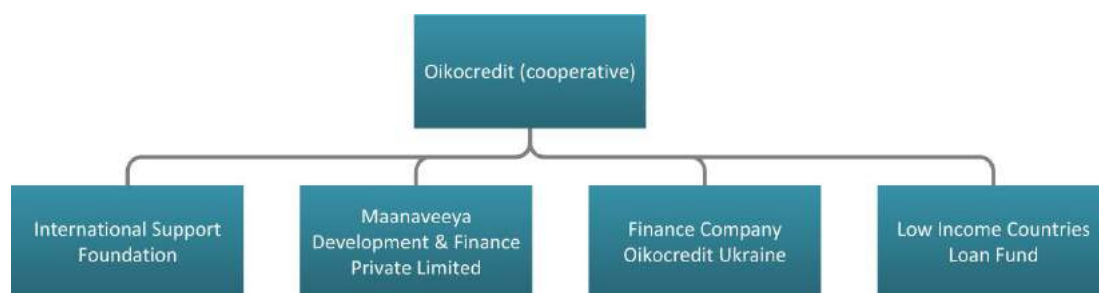 Oikocredit (cooperative)
International Support
Foundation
Maanaveeya
Development & Finance
Private Limited
Finance Company
Oikocredit Ukraine
Low Income Countries
Loan Fund